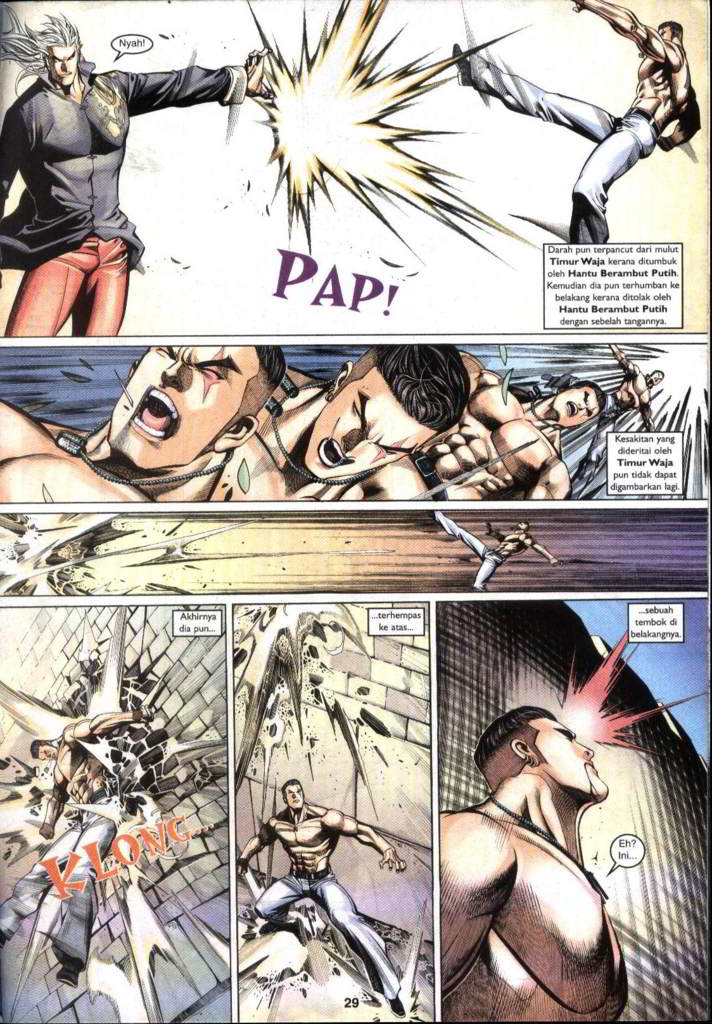 Nyah!
PAP!
Darah pun terpancut dari mulut
Timur Waja kerana ditumbuk
oleh Hantu Berambut Putih.
Kemudian dia pun terhumban ke
belakang kerana ditolak oleh
Hantu Berambut Putih
dengan sebelah tangannya.
Kesakitan yang
dideritai oleh
Timur Waja
pun tidak dapat
digambarkan lagi.
Akhirnya
dia pun...
KLONG...
...terhempas
ke atas...
...sebuah
tembok di
belakangnya.
Eh?
Ini...
29